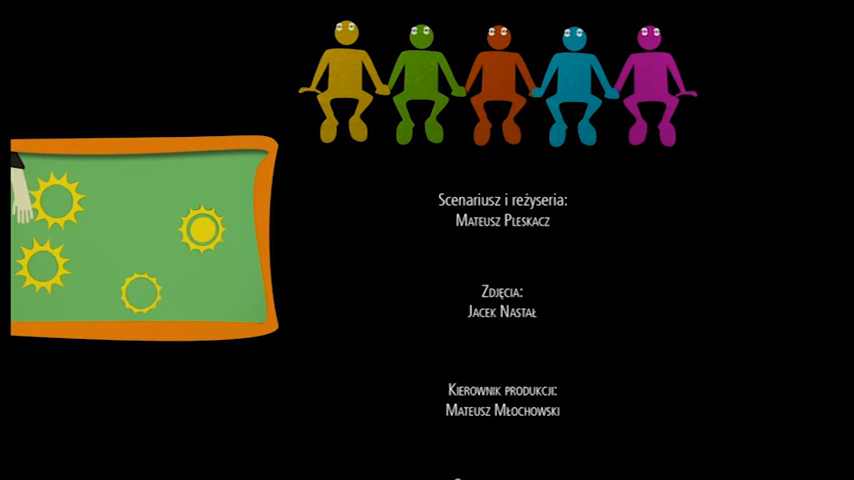 Scenariusz i reżyseria:
Mateusz Pleskacz
Zdjęcia:
Jacek Nastał
Kierownik produkcji:
Mateusz Młochowski